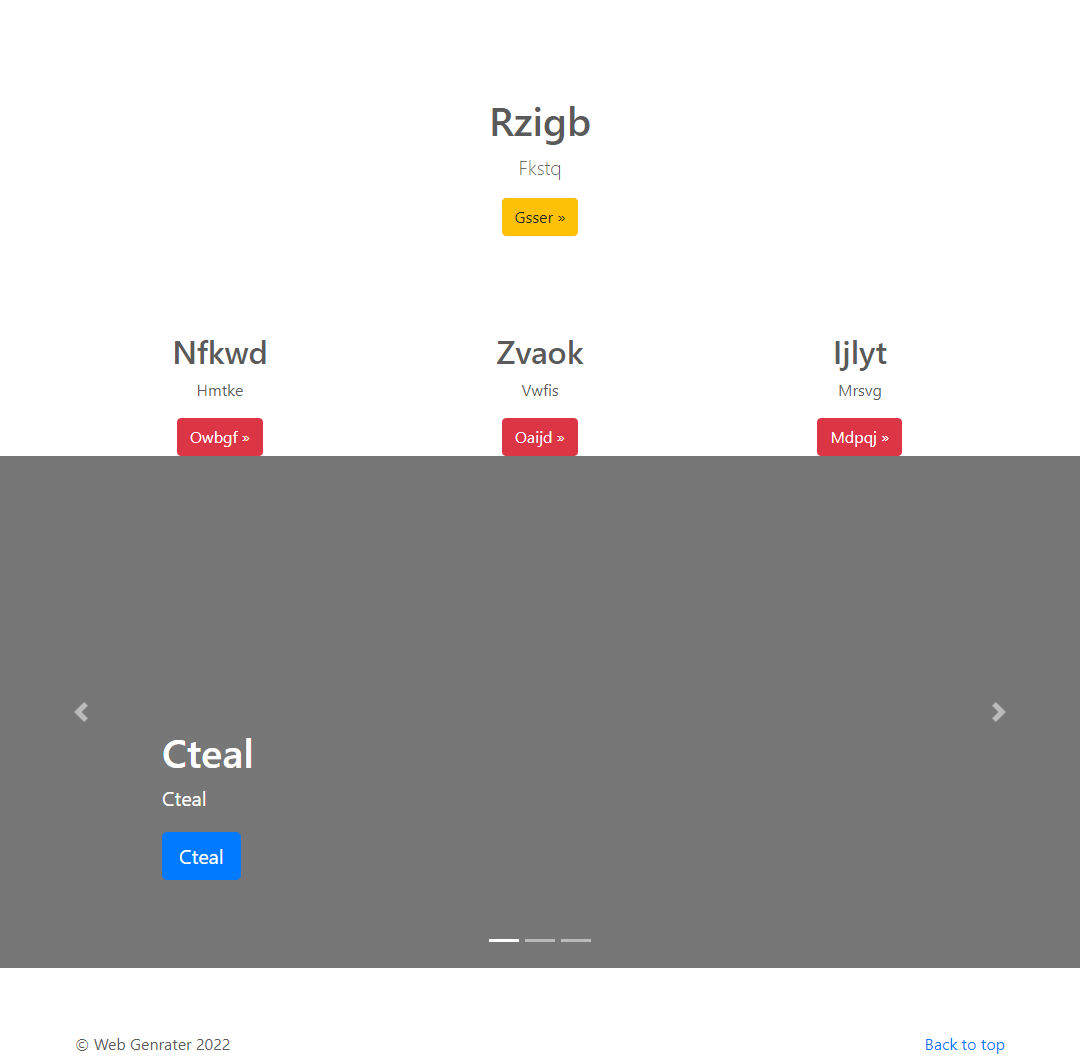 Rzigb
Fkstq
Gsser »
Nfkwd
Hmtke
Owbgf »
Zvaok
Vwfis
Oaijd »
Ijlyt
Mrsvg
Mdpqj »
Cteal
Cteal
Cteal
© Web Genrater 2022
Back to top